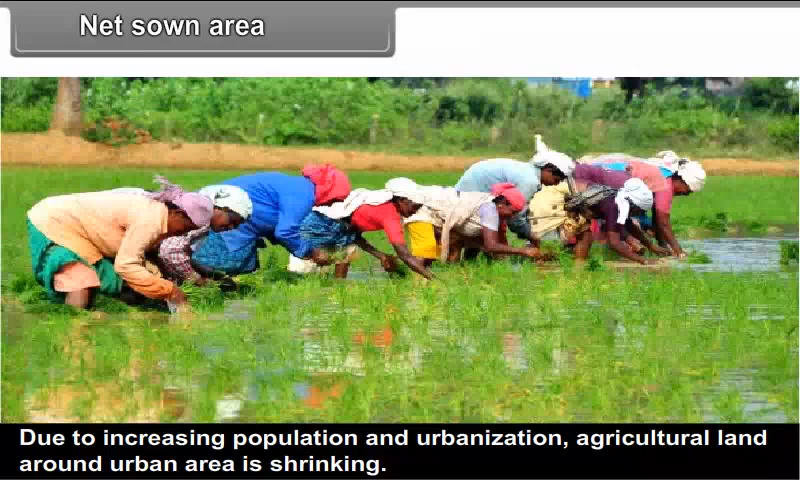 Net sown area
Due to increasing population and urbanization, agricultural land
around urban area is shrinking.